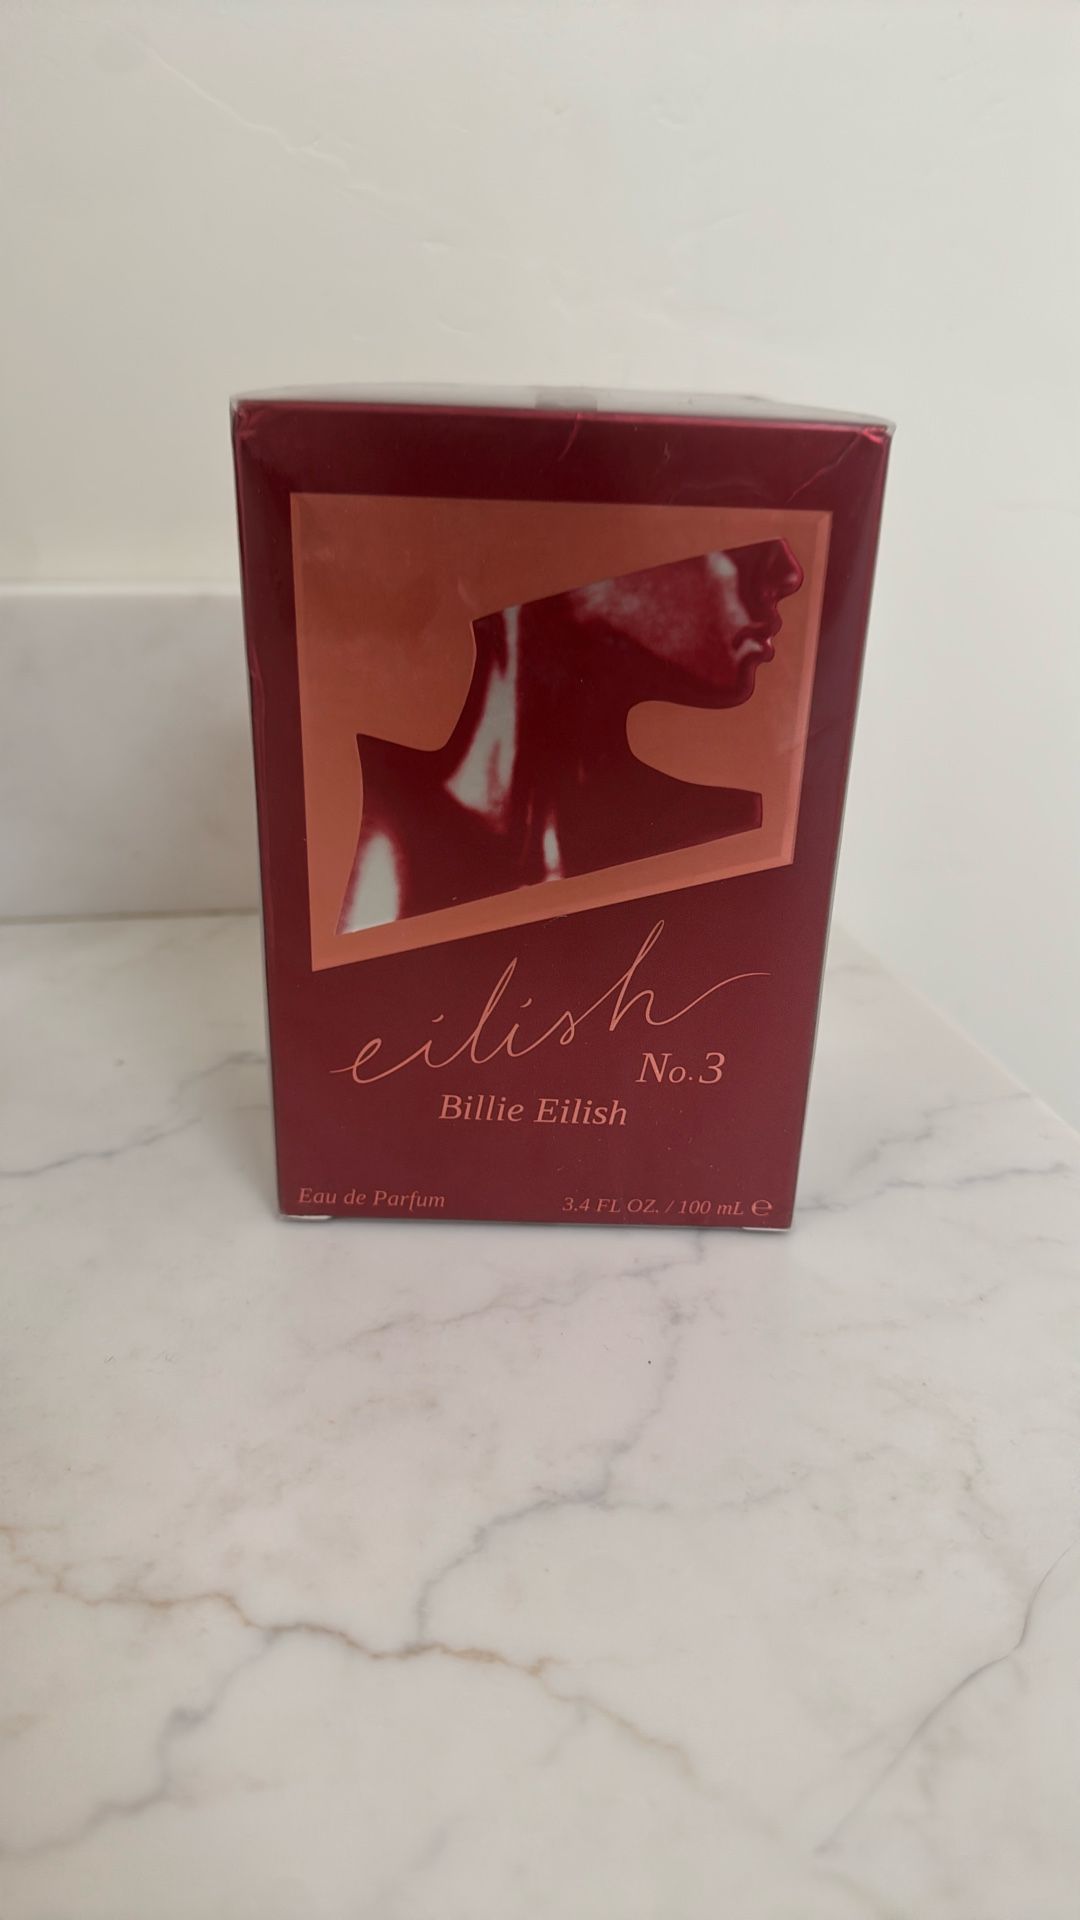 eilish
No.3
Billie Eilish
Eau de Parfum
3.4 FL OZ. / 100 mL ℮